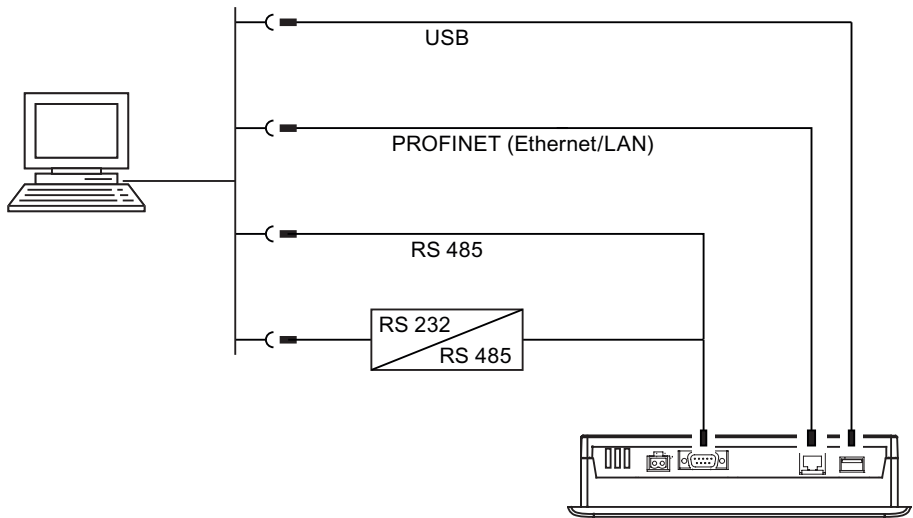 USB
PROFINET (Ethernet/LAN)
RS 485
RS 232
RS 485